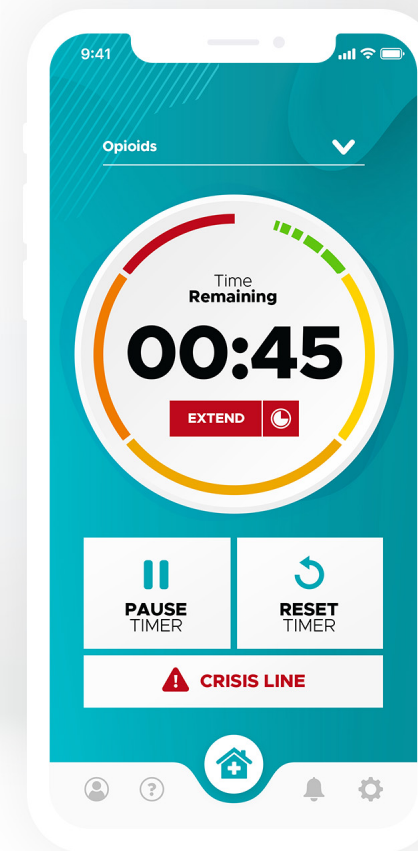 9:41
Opioids
Time
Remaining
00:45
EXTEND
PAUSE
TIMER
RESET
TIMER
CRISIS LINE